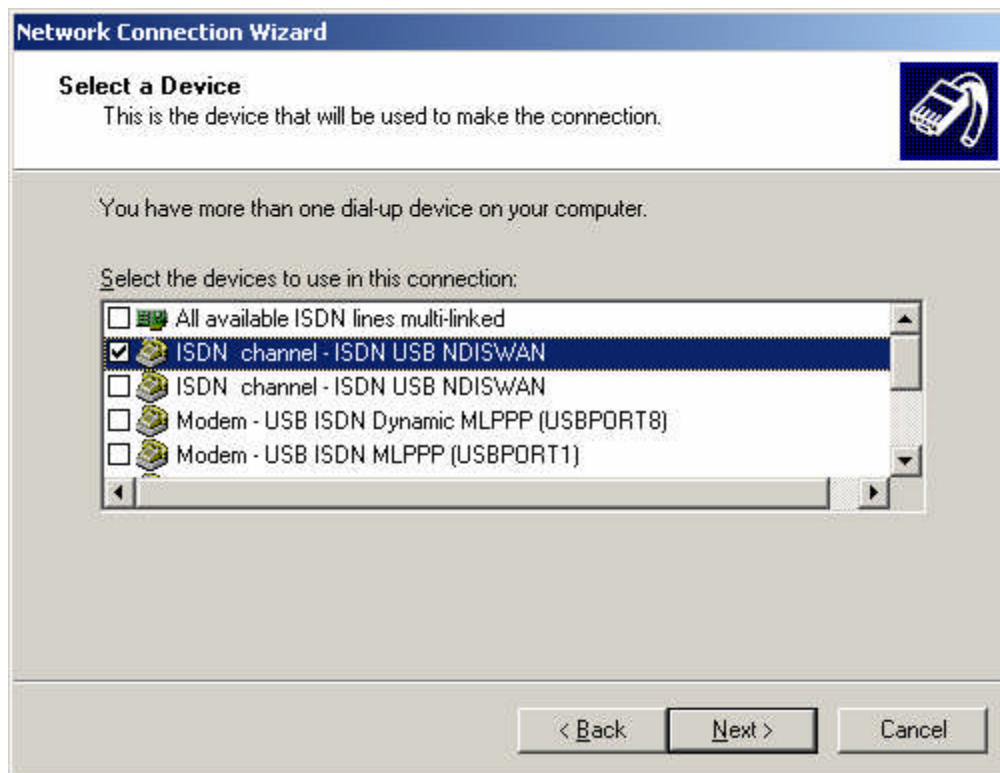 Network Connection Wizard
Select a Device
This is the device that will be used to make the connection.
You have more than one dial-up device on your computer.
Select the devices to use in this connection:
All available ISDN lines multi-linked
ISDN  channel - ISDN USB NDISWAN
ISDN  channel - ISDN USB NDISWAN
Modem - USB ISDN Dynamic MLPPP (USBPORT8)
Modem - USB ISDN MLPPP (USBPORT1)
< Back
Next >
Cancel